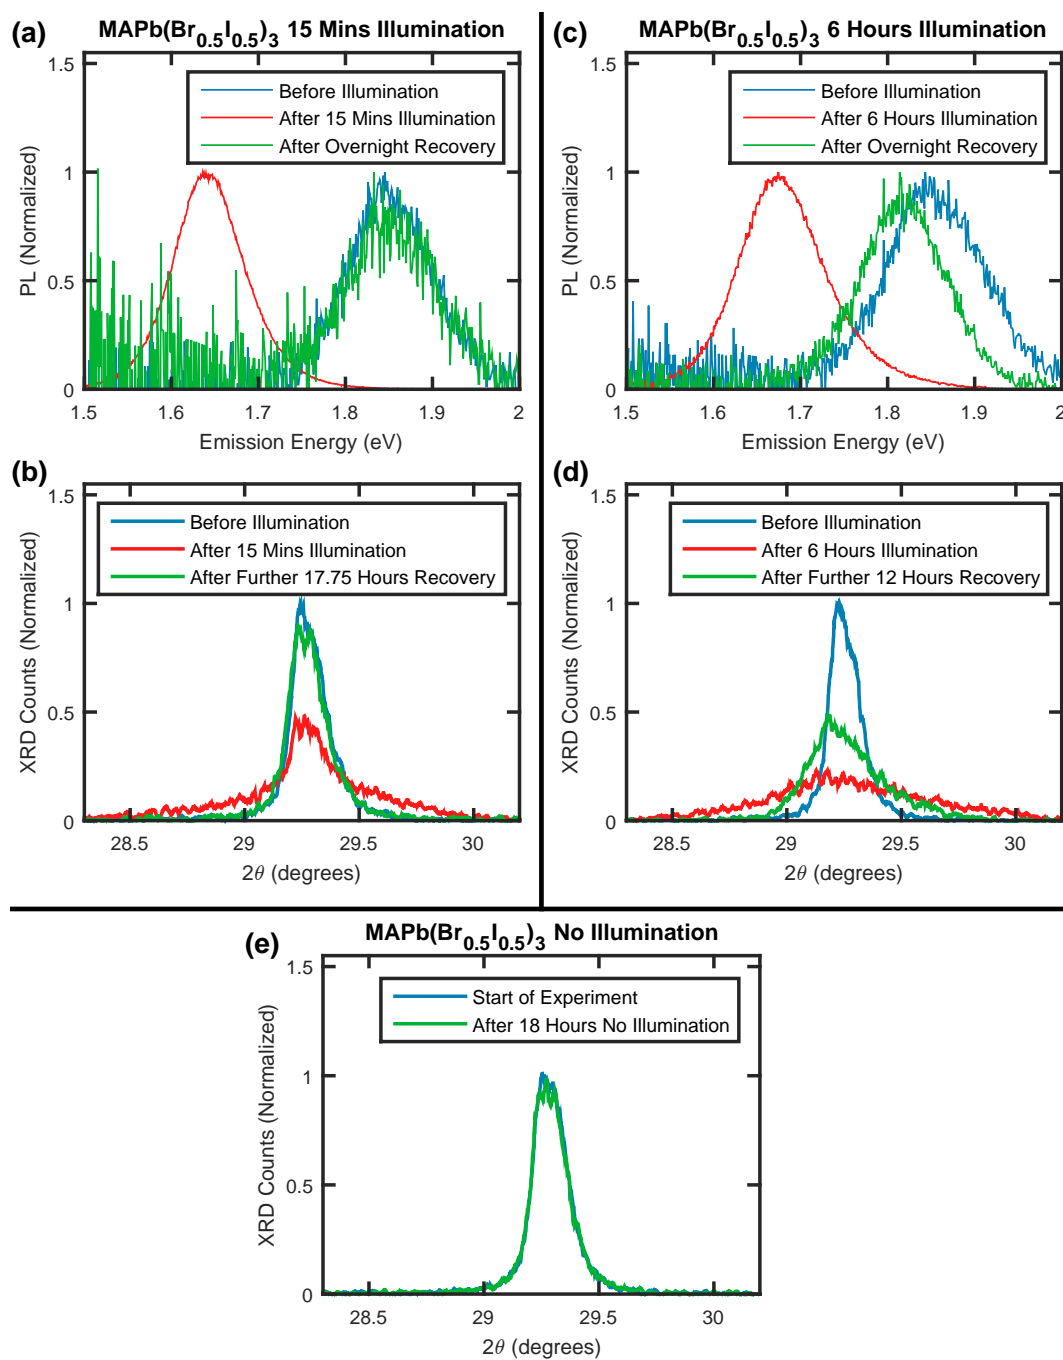 (a) MAPb(Br0.5I0.5)3 15 Mins Illumination
1.5
Before Illumination
After 15 Mins Illumination
After Overnight Recovery
1
0.5
0
PL (Normalized)
1.5 1.6 1.7 1.8 1.9 2
Emission Energy (eV)
(c) MAPb(Br0.5I0.5)3 6 Hours Illumination
1.5
Before Illumination
After 6 Hours Illumination
After Overnight Recovery
1
0.5
0
PL (Normalized)
1.5 1.6 1.7 1.8 1.9 2
Emission Energy (eV)
(b)
1.5
Before Illumination
After 15 Mins Illumination
After Further 17.75 Hours Recovery
1
0.5
0
XRD Counts (Normalized)
28.5 29 29.5 30
2θ (degrees)
(d)
1.5
Before Illumination
After 6 Hours Illumination
After Further 12 Hours Recovery
1
0.5
0
XRD Counts (Normalized)
28.5 29 29.5 30
2θ (degrees)
(e) MAPb(Br0.5I0.5)3 No Illumination
1.5
Start of Experiment
After 18 Hours No Illumination
1
0.5
0
XRD Counts (Normalized)
28.5 29 29.5 30
2θ (degrees)